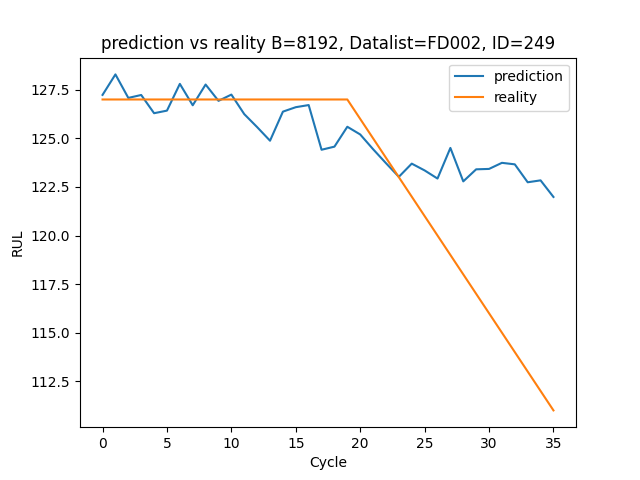 prediction vs reality B=8192, Datalist=FD002, ID=249
prediction
reality
RUL
127.5
125.0
122.5
120.0
117.5
115.0
112.5
0 5 10 15 20 25 30 35
Cycle